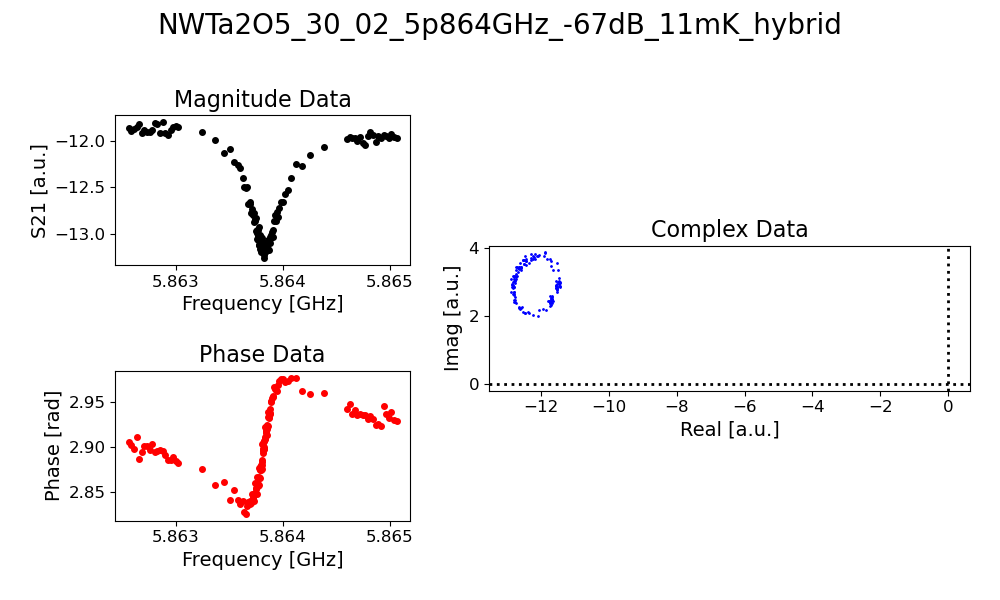 NWTa2O5_30_02_5p864GHz_-67dB_11mK_hybrid
Magnitude Data
S21 [a.u.]
−12.0
−12.5
−13.0
5.863
5.864
5.865
Frequency [GHz]
Phase Data
Phase [rad]
2.95
2.90
2.85
5.863
5.864
5.865
Frequency [GHz]
Complex Data
Imag [a.u.]
4
2
0
−12
−10
−8
−6
−4
−2
0
Real [a.u.]